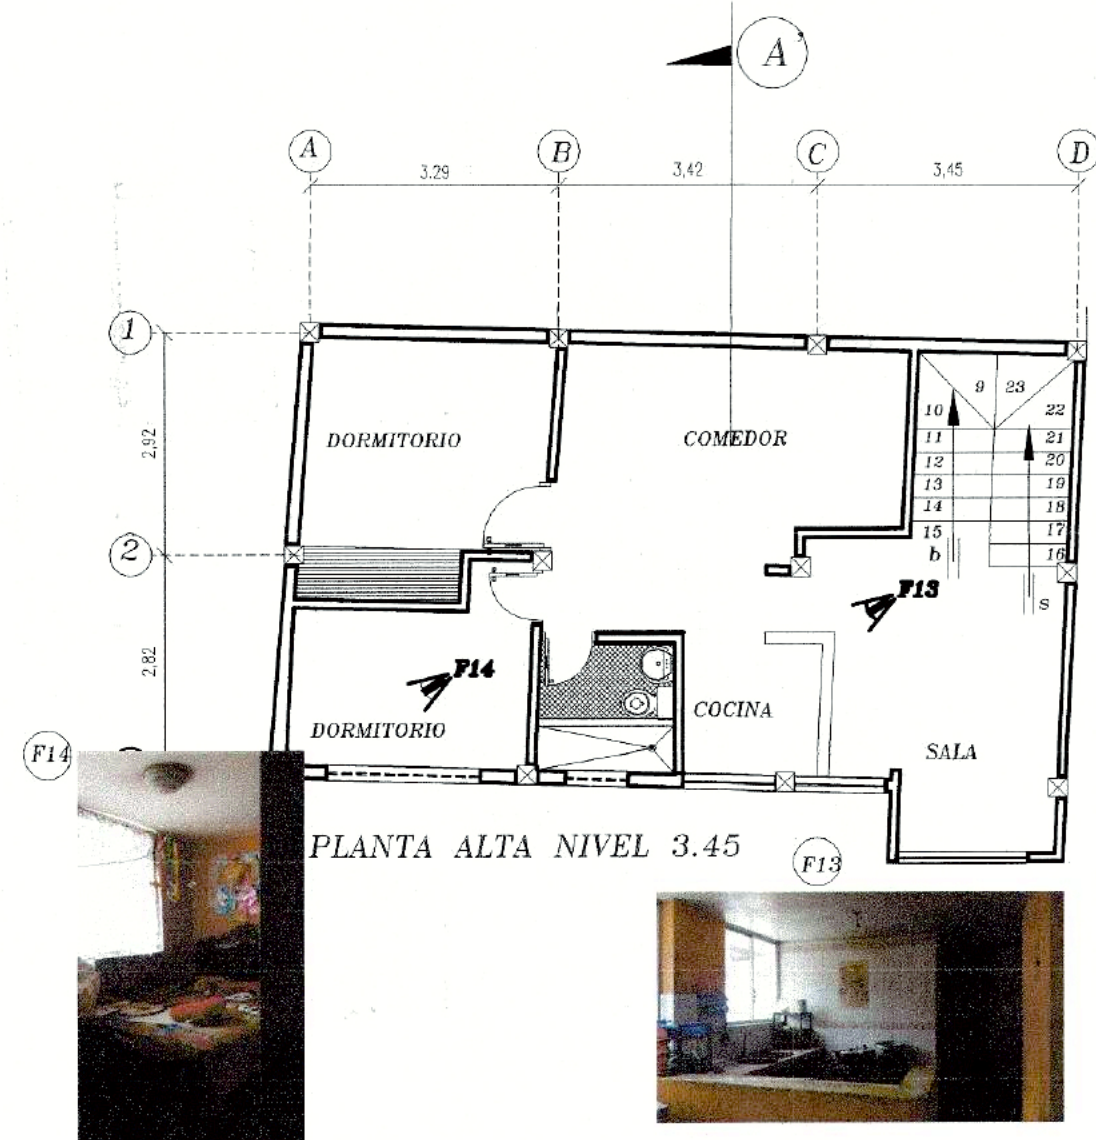 A’
A B C D
3.29 3,42 3,45
1
9 23
10 22
DORMITORIO COMEDOR 11 21
2,92 12 20
13 19
14 18
15 17
2 b 16
F13
s
2,82 F14
COCINA
DORMITORIO SALA
F14
PLANTA ALTA NIVEL 3.45
F13